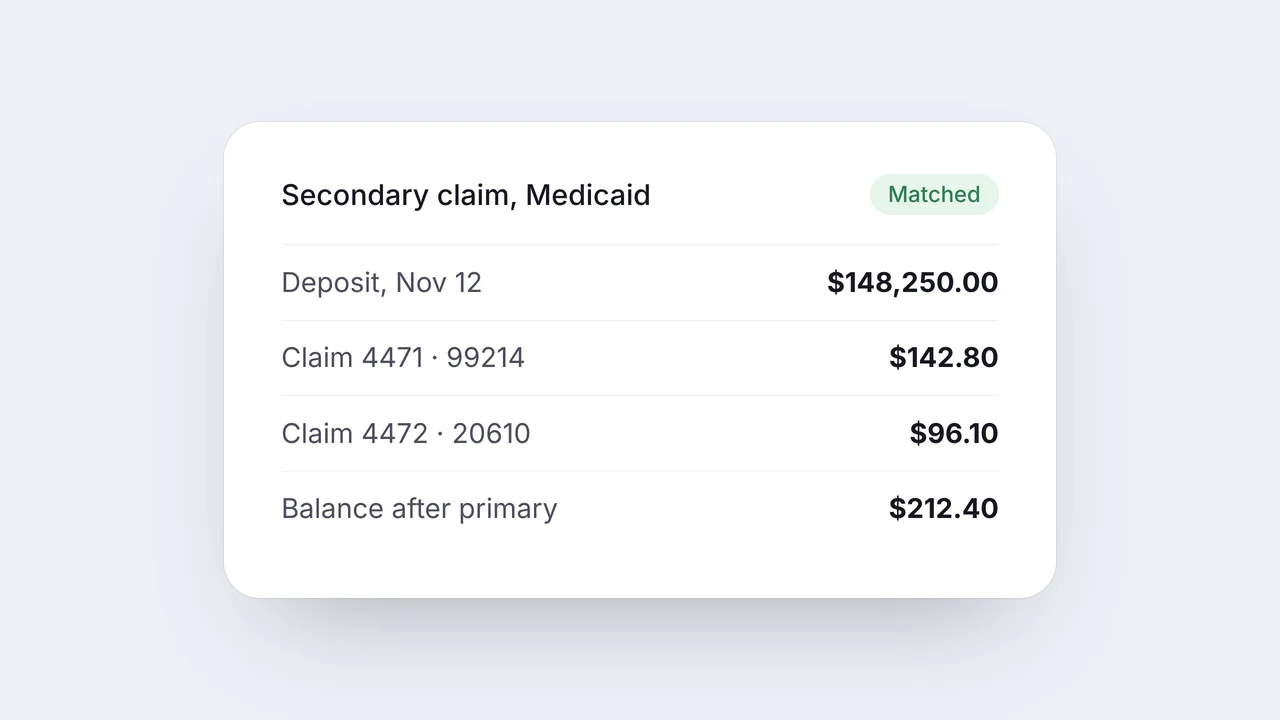 Secondary claim, Medicaid Matched
Deposit, Nov 12 $148,250.00
Claim 4471 · 99214 $142.80
Claim 4472 · 20610 $96.10
Balance after primary $212.40